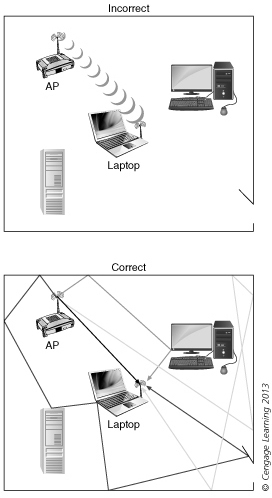 Incorrect
AP
Laptop
Correct
AP
Laptop
© Cengage Learning 2013